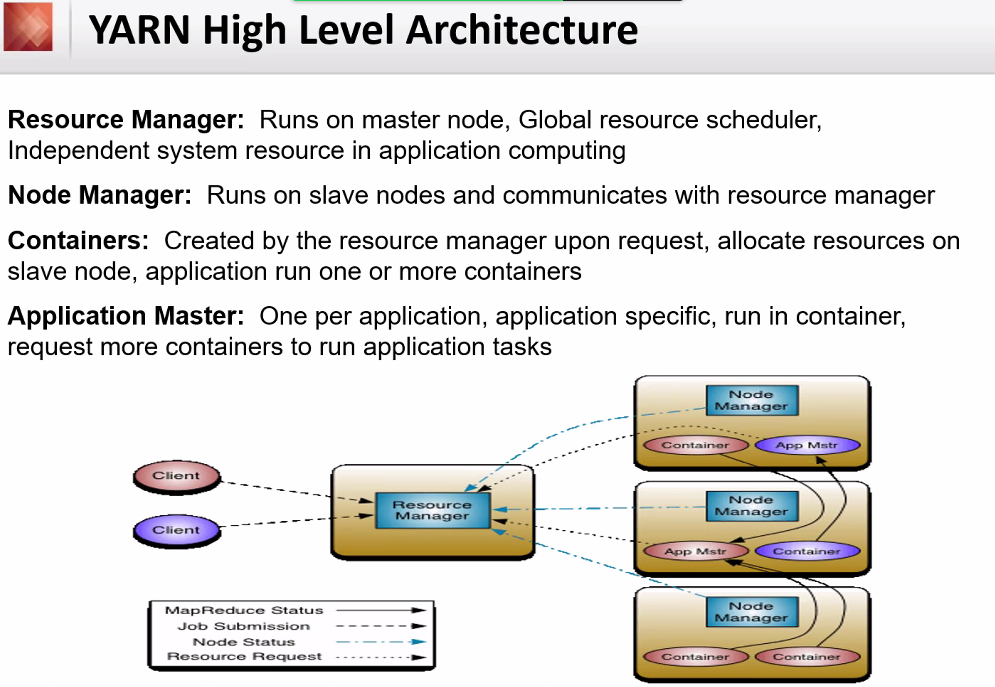 YARN High Level Architecture
Resource Manager: Runs on master node, Global resource scheduler,
Independent system resource in application computing
Node Manager: Runs on slave nodes and communicates with resource manager
Containers: Created by the resource manager upon request, allocate resources on
slave node, application run one or more containers
Application Master: One per application, application specific, run in container,
request more containers to run application tasks
Client
Client
Resource
Manager
Node
Manager
Container
App Mstr
Node
Manager
App Mstr
Container
Node
Manager
Container
Container
MapReduce Status
Job Submission
Node Status
Resource Request